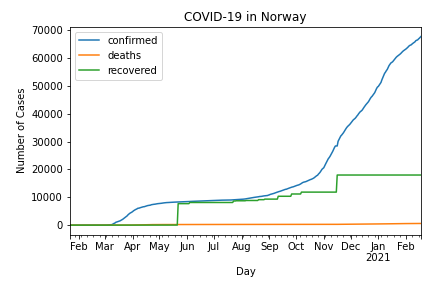 COVID-19 in Norway
confirmed
deaths
recovered
Number of Cases
70000
60000
50000
40000
30000
20000
10000
0
Feb Mar Apr May Jun Jul Aug Sep Oct Nov Dec Jan Feb
2021
Day